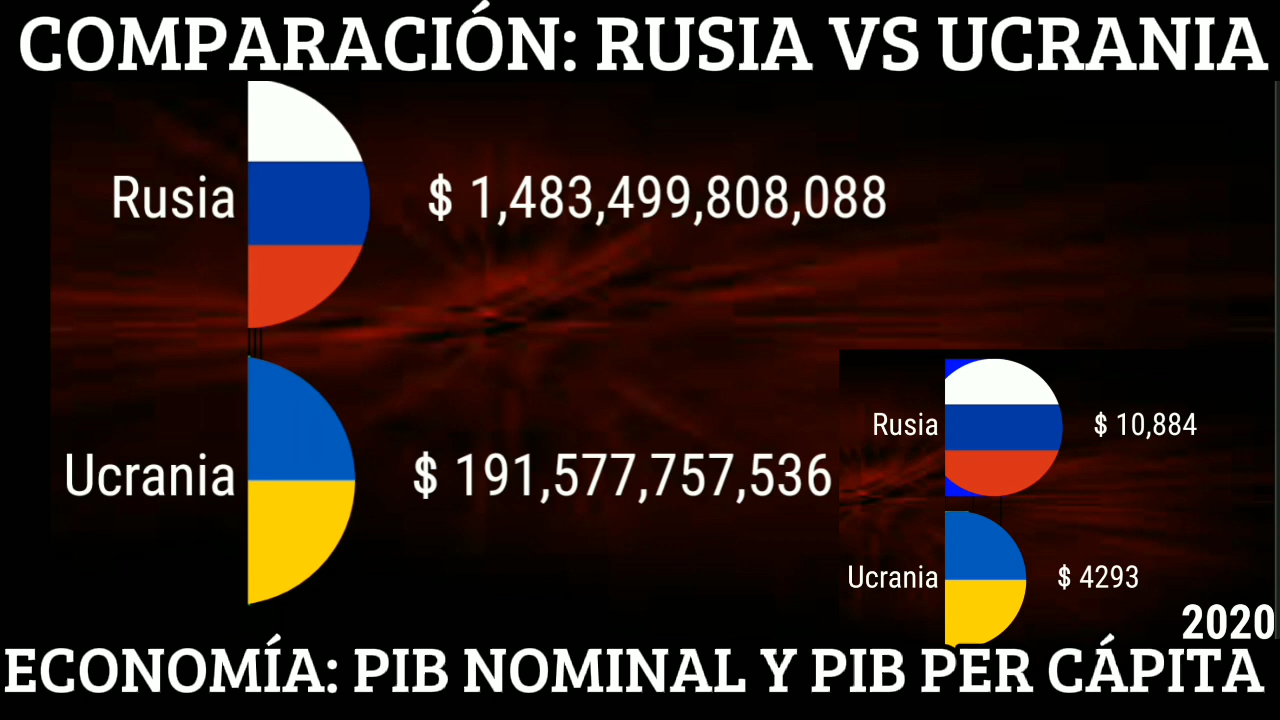 COMPARACIÓN: RUSIA VS UCRANIA
Rusia $ 1,483,499,808,088
Ucrania $ 191,577,757,536
Rusia $ 10,884
Ucrania $ 4293
2020
ECONOMÍA: PIB NOMINAL Y PIB PER CÁPITA